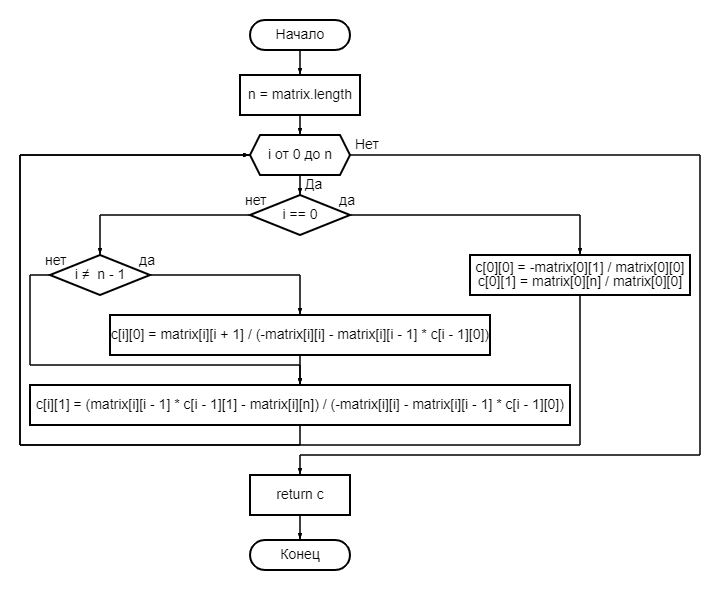 Начало
n = matrix.length
i от 0 до n
Нет
Да
нет
i == 0
да
нет
i ≠ n - 1
да
c[0][0] = -matrix[0][1] / matrix[0][0]
c[0][1] = matrix[0][n] / matrix[0][0]
c[i][0] = matrix[i][i + 1] / (-matrix[i][i] - matrix[i][i - 1] * c[i - 1][0])
c[i][1] = (matrix[i][i - 1] * c[i - 1][1] - matrix[i][n]) / (-matrix[i][i] - matrix[i][i - 1] * c[i - 1][0])
return c
Конец